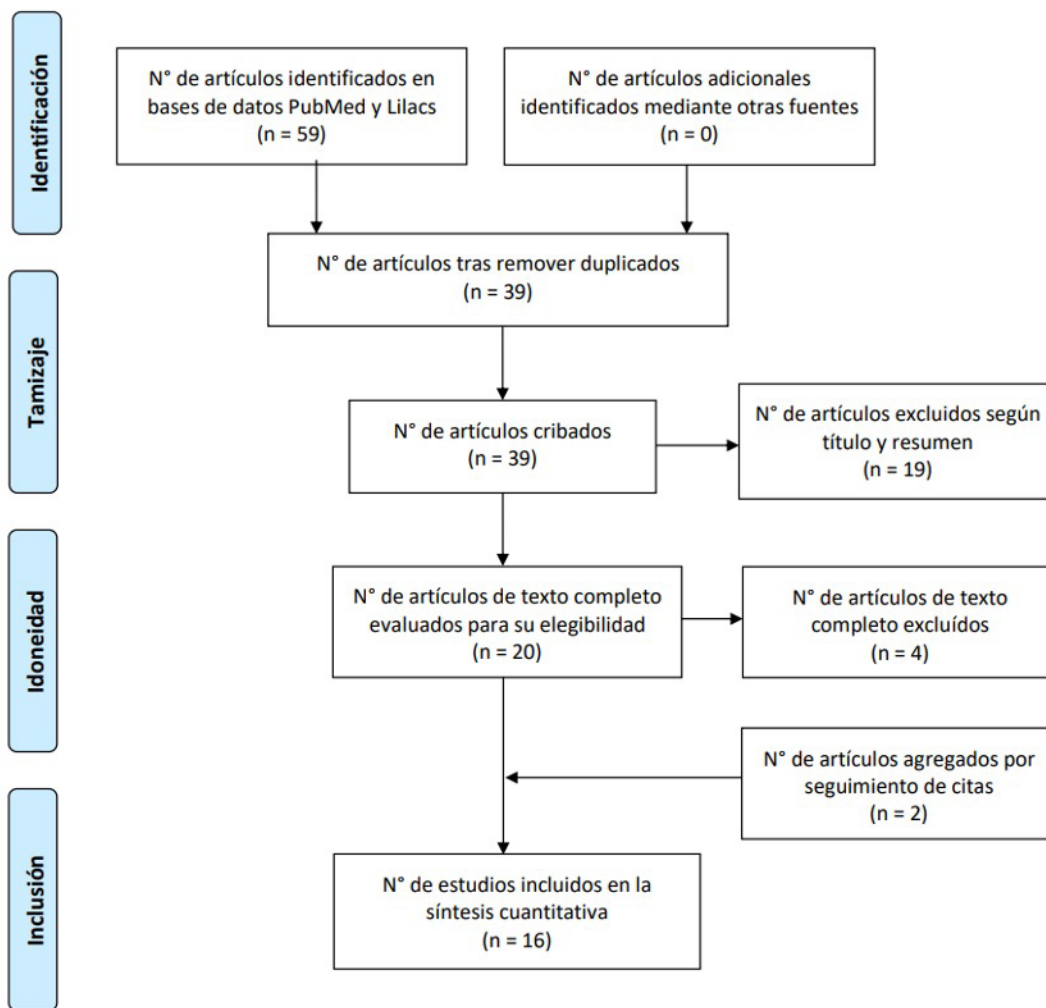 Identificación
N° de artículos identificados en
bases de datos PubMed y Lilacs
(n = 59)
N° de artículos adicionales
identificados mediante otras fuentes
(n = 0)
Tamizaje
N° de artículos tras remover duplicados
(n = 39)
N° de artículos cribados
(n = 39)
N° de artículos excluidos según
título y resumen
(n = 19)
Idoneidad
N° de artículos de texto completo
evaluados para su elegibilidad
(n = 20)
N° de artículos de texto
completo excluídos
(n = 4)
N° de artículos agregados por
seguimiento de citas
(n = 2)
Inclusión
N° de estudios incluidos en la
síntesis cuantitativa
(n = 16)